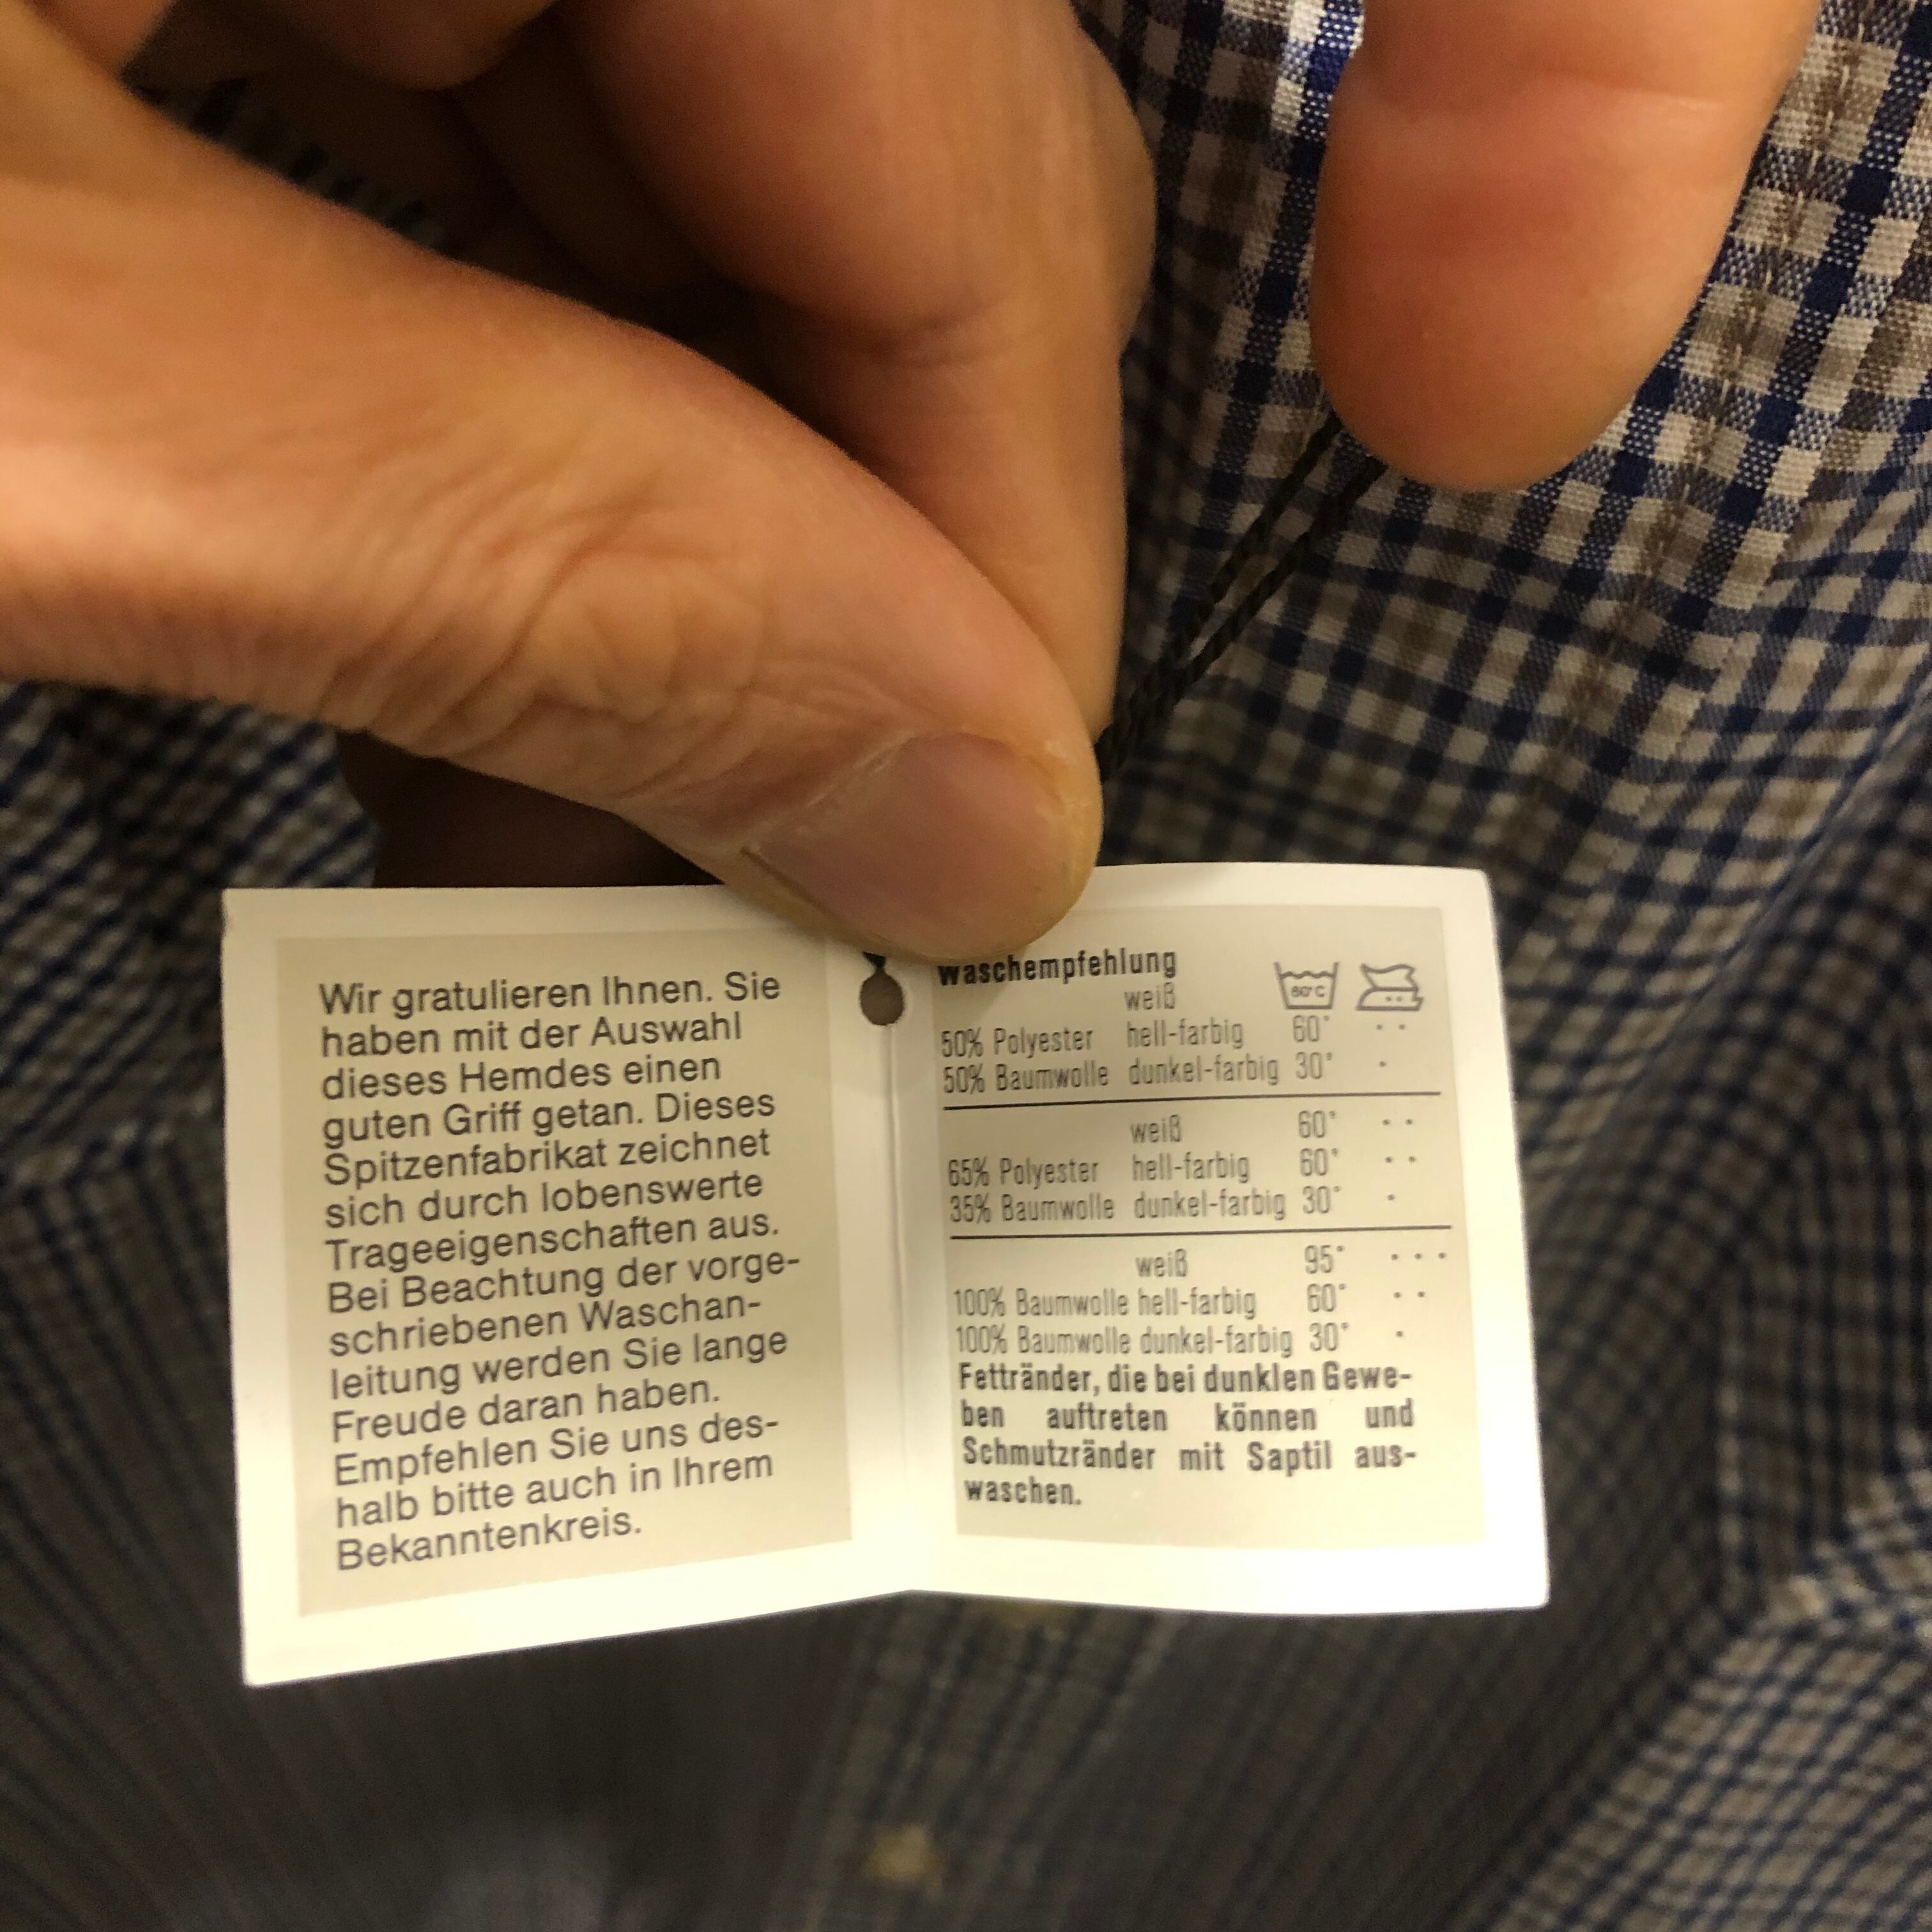 Wir gratulieren Ihnen. Sie
haben mit der Auswahl
dieses Hemdes einen
guten Griff getan. Dieses
Spitzenfabrikat zeichnet
sich durch lobenswerte
Trageeigenschaften aus.
Bei Beachtung der vorge-
schriebenen Waschan-
leitung werden Sie lange
Freude daran haben.
Empfehlen Sie uns des-
halb bitte auch in Ihrem
Bekanntenkreis.
Waschempfehlung
weiß 60°C
50% Polyester hell-farbig 60° · ·
50% Baumwolle dunkel-farbig 30° ·
weiß 60° · ·
65% Polyester hell-farbig 60° · ·
35% Baumwolle dunkel-farbig 30° ·
weiß 95° · · ·
100% Baumwolle hell-farbig 60° · ·
100% Baumwolle dunkel-farbig 30° ·
Fettränder, die bei dunklen Gewe-
ben auftreten können und
Schmutzränder mit Saptil aus-
waschen.